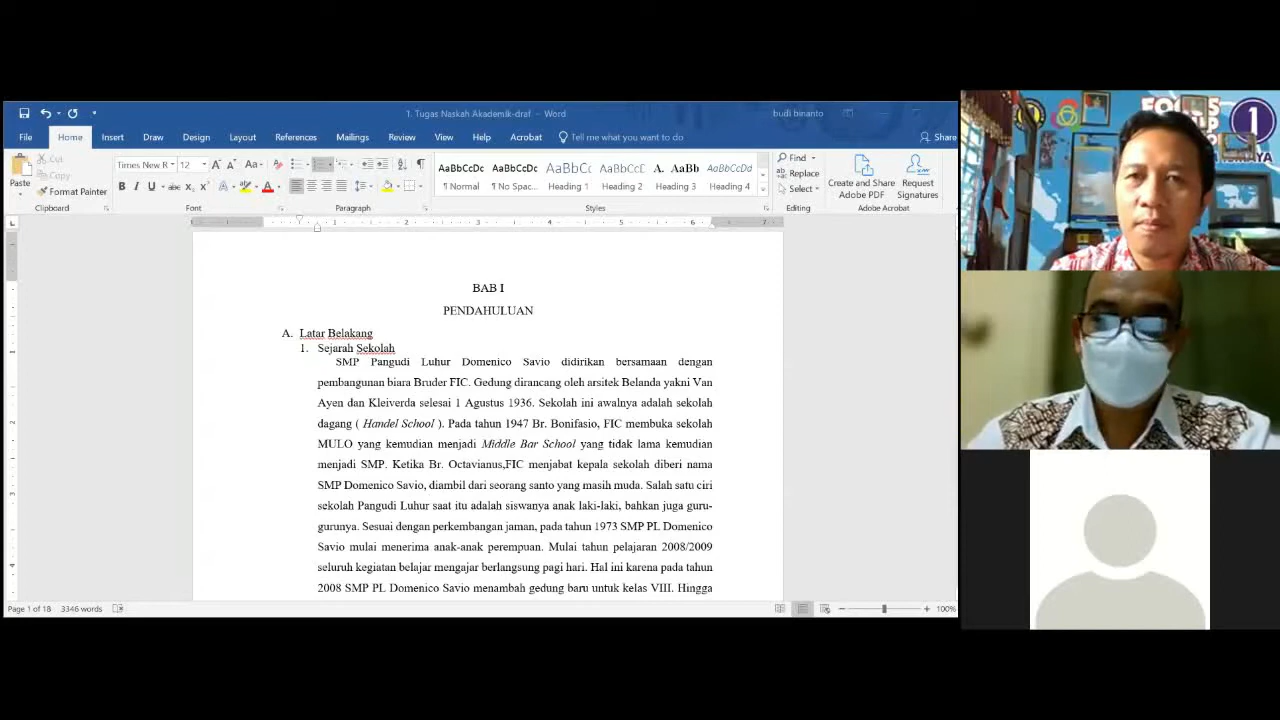 1. Tugas Naskah Akademik-draf - Word
budi binanto
File Home Insert Draw Design Layout References Mailings Review View Help Acrobat Tell me what you want to do Share
Paste
Cut
Copy
Format Painter
Clipboard
Times New R 12
Font
Paragraph
AaBbCcDc AaBbCcDc AaBbCc AaBbCcC A. AaBb AaBbCcDc
¶ Normal ¶ No Spac... Heading 1 Heading 2 Heading 3 Heading 4
Styles
Find
Replace
Select
Editing
Create and Share
Adobe PDF
Request
Signatures
Adobe Acrobat
BAB I
PENDAHULUAN
A. Latar Belakang
1. Sejarah Sekolah
SMP Pangudi Luhur Domenico Savio didirikan bersamaan dengan
pembangunan biara Bruder FIC. Gedung dirancang oleh arsitek Belanda yakni Van
Ayen dan Kleiverda selesai 1 Agustus 1936. Sekolah ini awalnya adalah sekolah
dagang ( Handel School ). Pada tahun 1947 Br. Bonifasio, FIC membuka sekolah
MULO yang kemudian menjadi Middle Bar School yang tidak lama kemudian
menjadi SMP. Ketika Br. Octavianus,FIC menjabat kepala sekolah diberi nama
SMP Domenico Savio, diambil dari seorang santo yang masih muda. Salah satu ciri
sekolah Pangudi Luhur saat itu adalah siswanya anak laki-laki, bahkan juga guru-
gurunya. Sesuai dengan perkembangan jaman, pada tahun 1973 SMP PL Domenico
Savio mulai menerima anak-anak perempuan. Mulai tahun pelajaran 2008/2009
seluruh kegiatan belajar mengajar berlangsung pagi hari. Hal ini karena pada tahun
2008 SMP PL Domenico Savio menambah gedung baru untuk kelas VIII. Hingga
Page 1 of 18 3346 words
100%
1